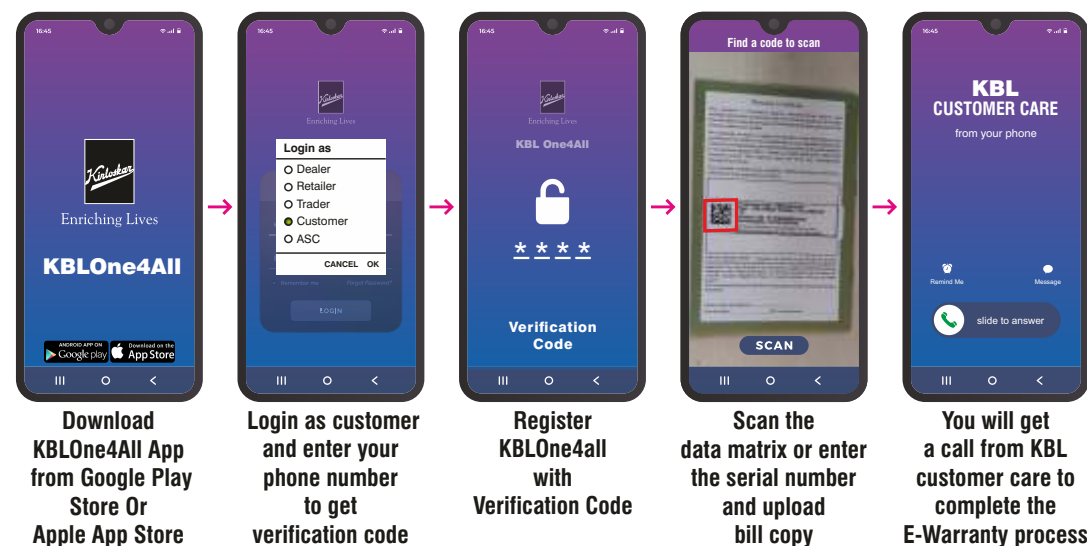 16:45
Kirloskar
Enriching Lives
KBLOne4All
ANDROID APP ON
Google play
Download on the
App Store
Download
KBLOne4All App
from Google Play
Store Or
Apple App Store
16:45
Kirloskar
Enriching Lives
Login as
Dealer
Retailer
Trader
Customer
ASC
CANCEL OK
Remember me Forgot Password?
LOGIN
Login as customer
and enter your
phone number
to get
verification code
16:45
Kirloskar
Enriching Lives
KBL One4All
* * * *
Verification
Code
Register
KBLOne4all
with
Verification Code
Find a code to scan
SCAN
Scan the
data matrix or enter
the serial number
and upload
bill copy
16:45
KBL
CUSTOMER CARE
from your phone
Remind Me
Message
slide to answer
You will get
a call from KBL
customer care to
complete the
E-Warranty process